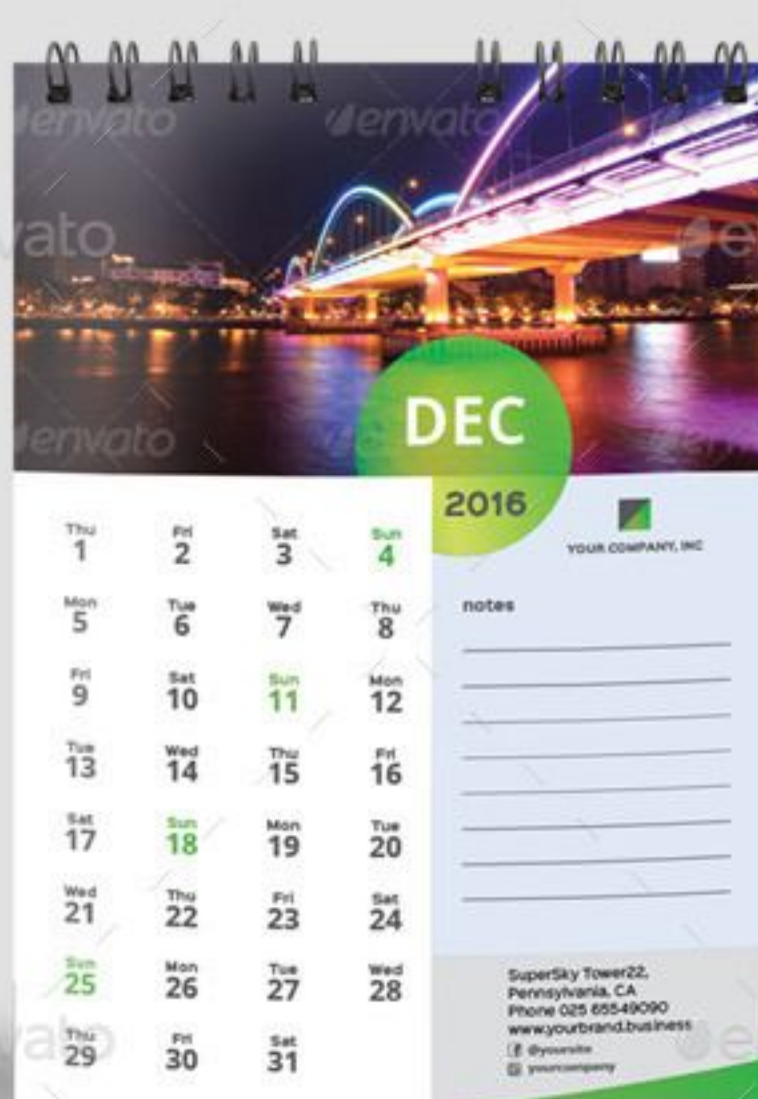 envato
envato
vato
e
envato
DEC
2016
YOUR COMPANY, INC
Thu Fri Sat Sun
1 2 3 4
Mon Tue Wed Thu
5 6 7 8
Fri Sat Sun Mon
9 10 11 12
Tue Wed Thu Fri
13 14 15 16
Sat Sun Mon Tue
17 18 19 20
Wed Thu Fri Sat
21 22 23 24
Sun Mon Tue Wed
25 26 27 28
Thu Fri Sat
29 30 31
notes
SuperSky Tower22,
Pennsylvania, CA
Phone 025 65549090
www.yourbrand.business
@yoursite
yourcompany
vato
e